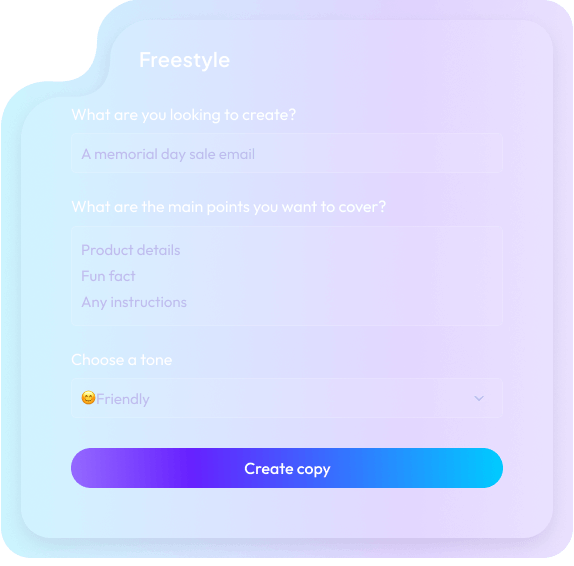 Freestyle
What are you looking to create?
A memorial day sale email
What are the main points you want to cover?
Product details
Fun fact
Any instructions
Choose a tone
😊Friendly
Create copy